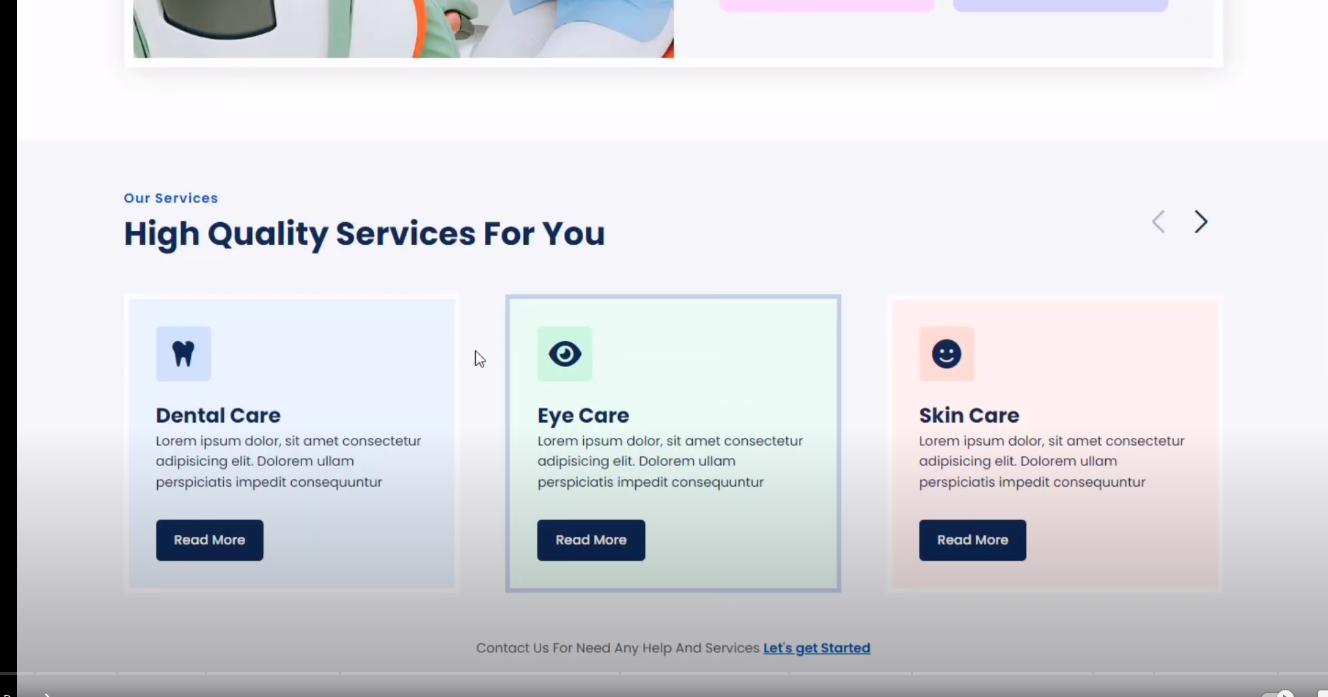 Our Services
High Quality Services For You
Dental Care
Lorem ipsum dolor, sit amet consectetur
adipisicing elit. Dolorem ullam
perspiciatis impedit consequuntur
Read More
Eye Care
Lorem ipsum dolor, sit amet consectetur
adipisicing elit. Dolorem ullam
perspiciatis impedit consequuntur
Read More
Skin Care
Lorem ipsum dolor, sit amet consectetur
adipisicing elit. Dolorem ullam
perspiciatis impedit consequuntur
Read More
Contact Us For Need Any Help And Services Let's get Started